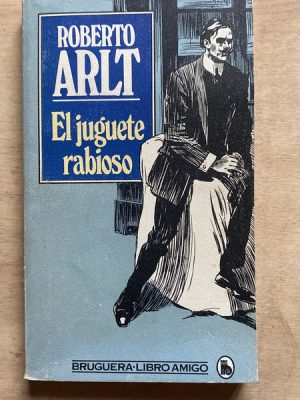 ROBERTO
ARLT
El juguete
rabioso
BRUGUERA·LIBRO AMIGO